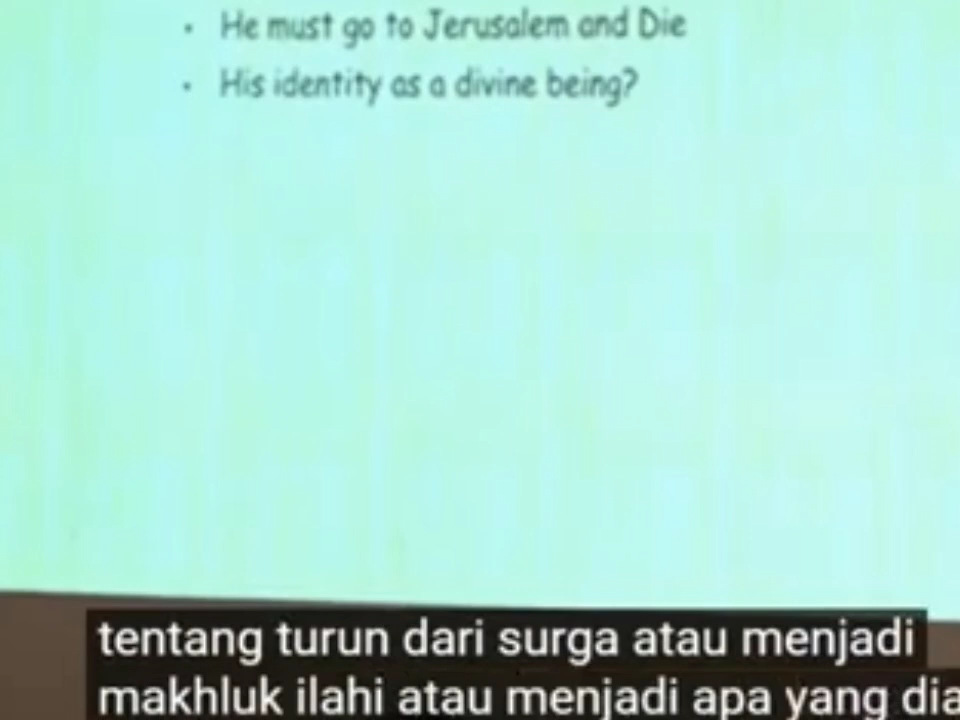 · He must go to Jerusalem and Die
· His identity as a divine being?
tentang turun dari surga atau menjadi
makhluk ilahi atau menjadi apa yang dia